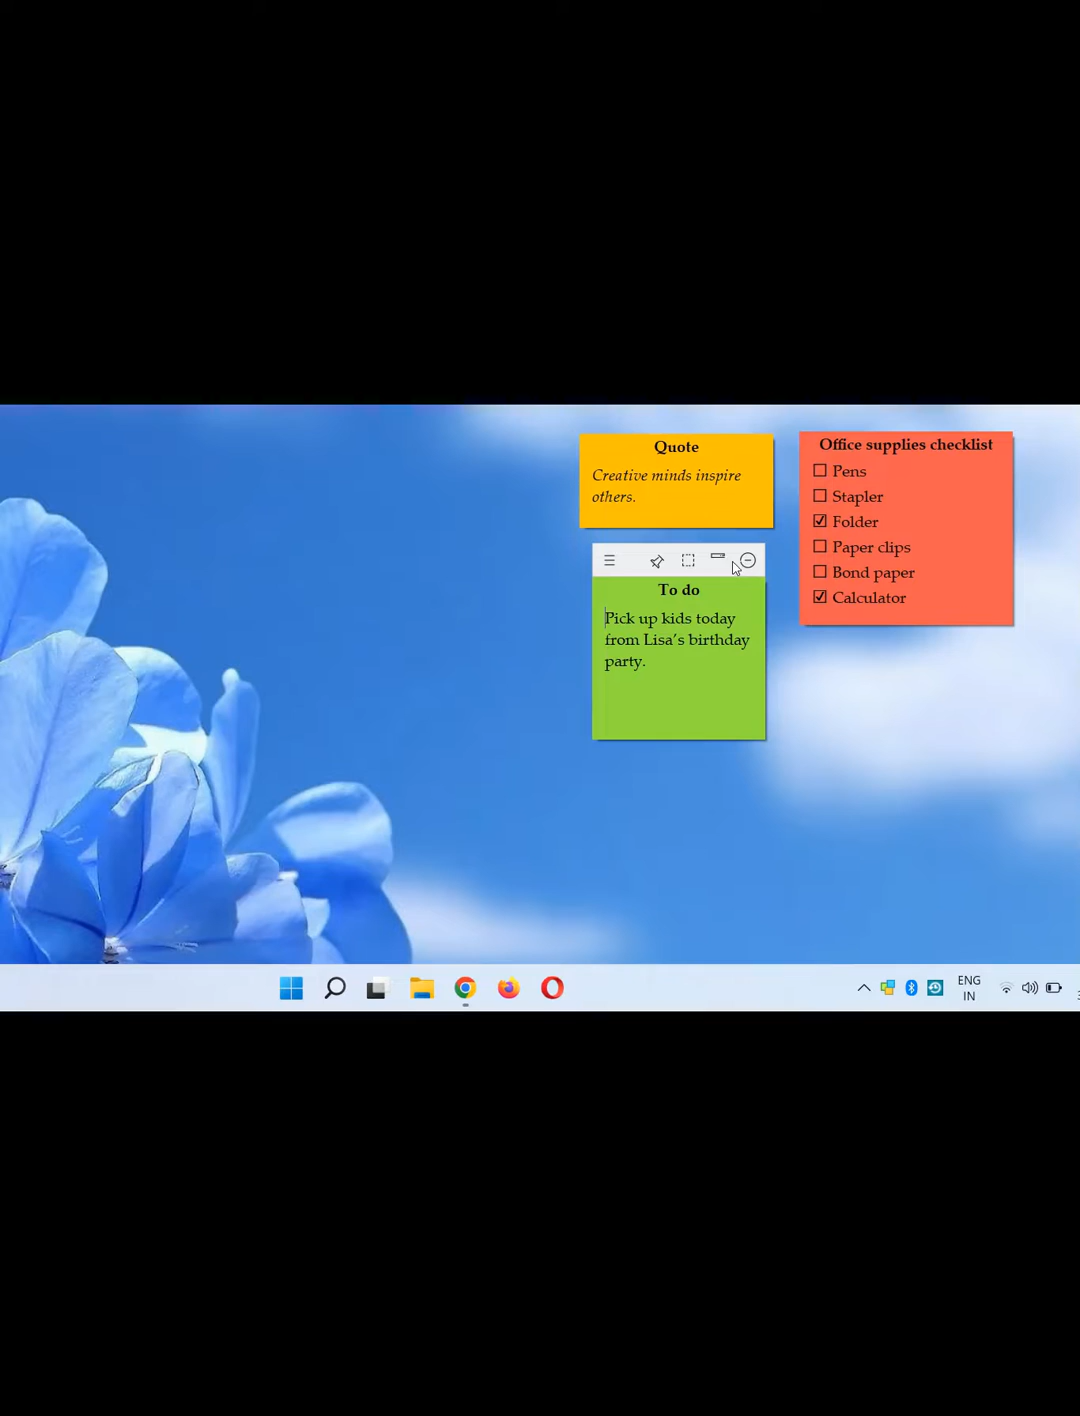 Quote
Creative minds inspire
others.
Office supplies checklist
☐ Pens
☐ Stapler
☑ Folder
☐ Paper clips
☐ Bond paper
☑ Calculator
To do
Pick up kids today
from Lisa’s birthday
party.
ENG
IN